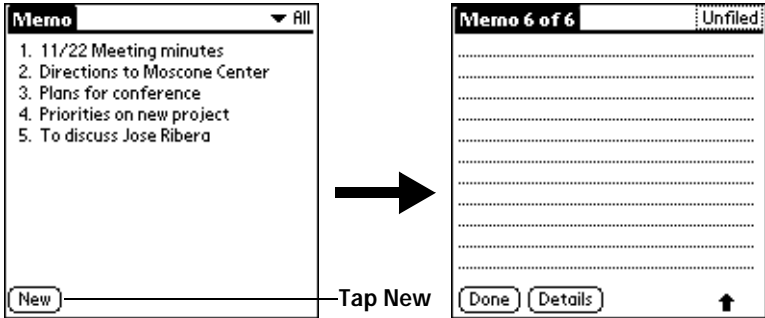 Memo All
1. 11/22 Meeting minutes
2. Directions to Moscone Center
3. Plans for conference
4. Priorities on new project
5. To discuss Jose Ribera
New
Tap New
Memo 6 of 6 Unfiled
Done Details